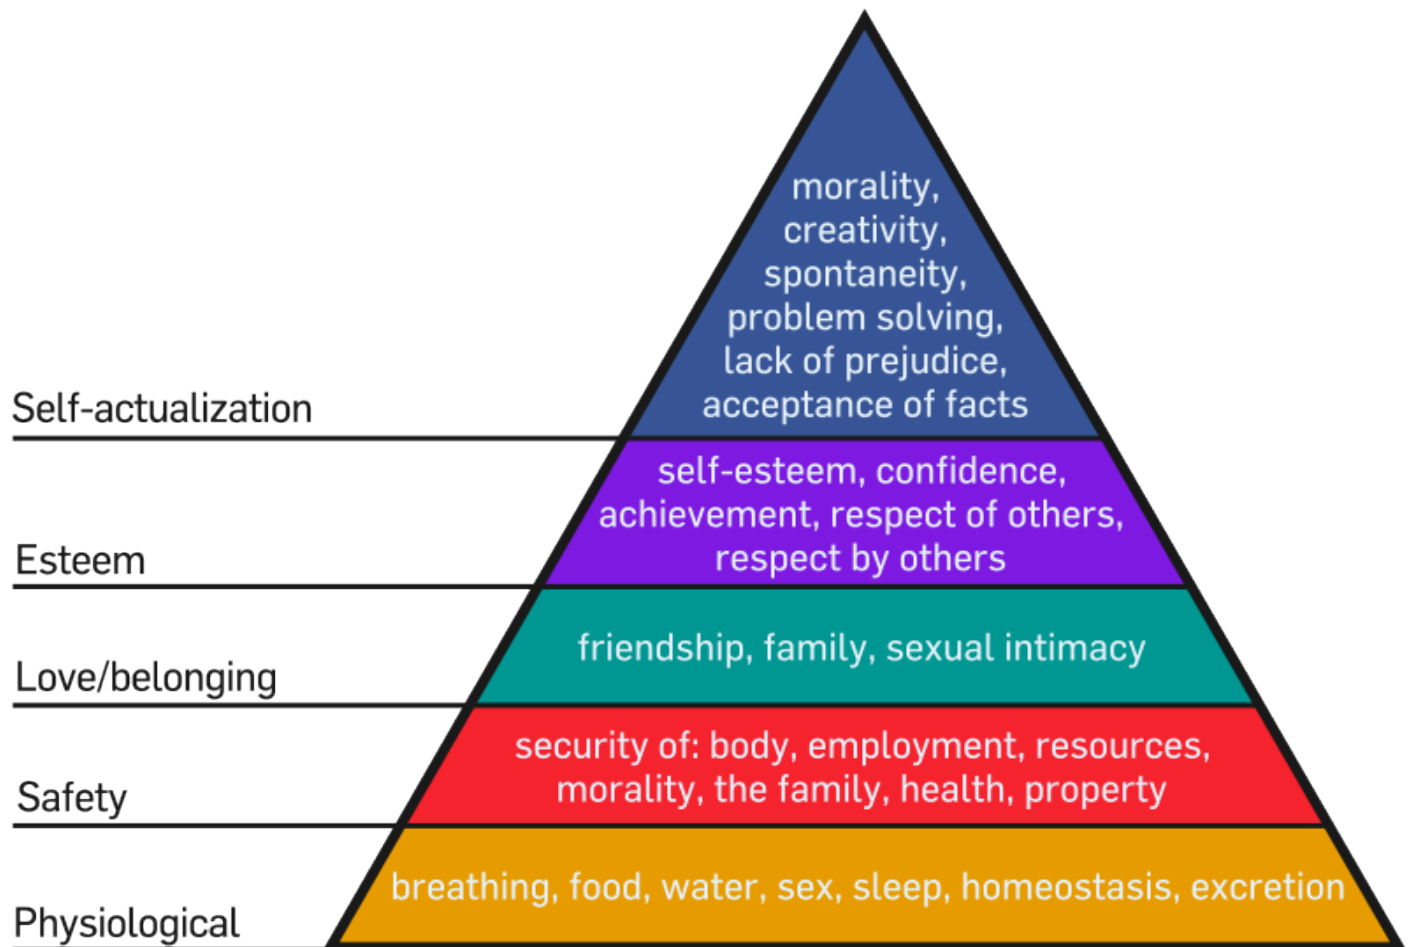 morality,
creativity,
spontaneity,
problem solving,
lack of prejudice,
acceptance of facts
Self-actualization
self-esteem, confidence,
achievement, respect of others,
respect by others
Esteem
friendship, family, sexual intimacy
Love/belonging
security of: body, employment, resources,
morality, the family, health, property
Safety
breathing, food, water, sex, sleep, homeostasis, excretion
Physiological